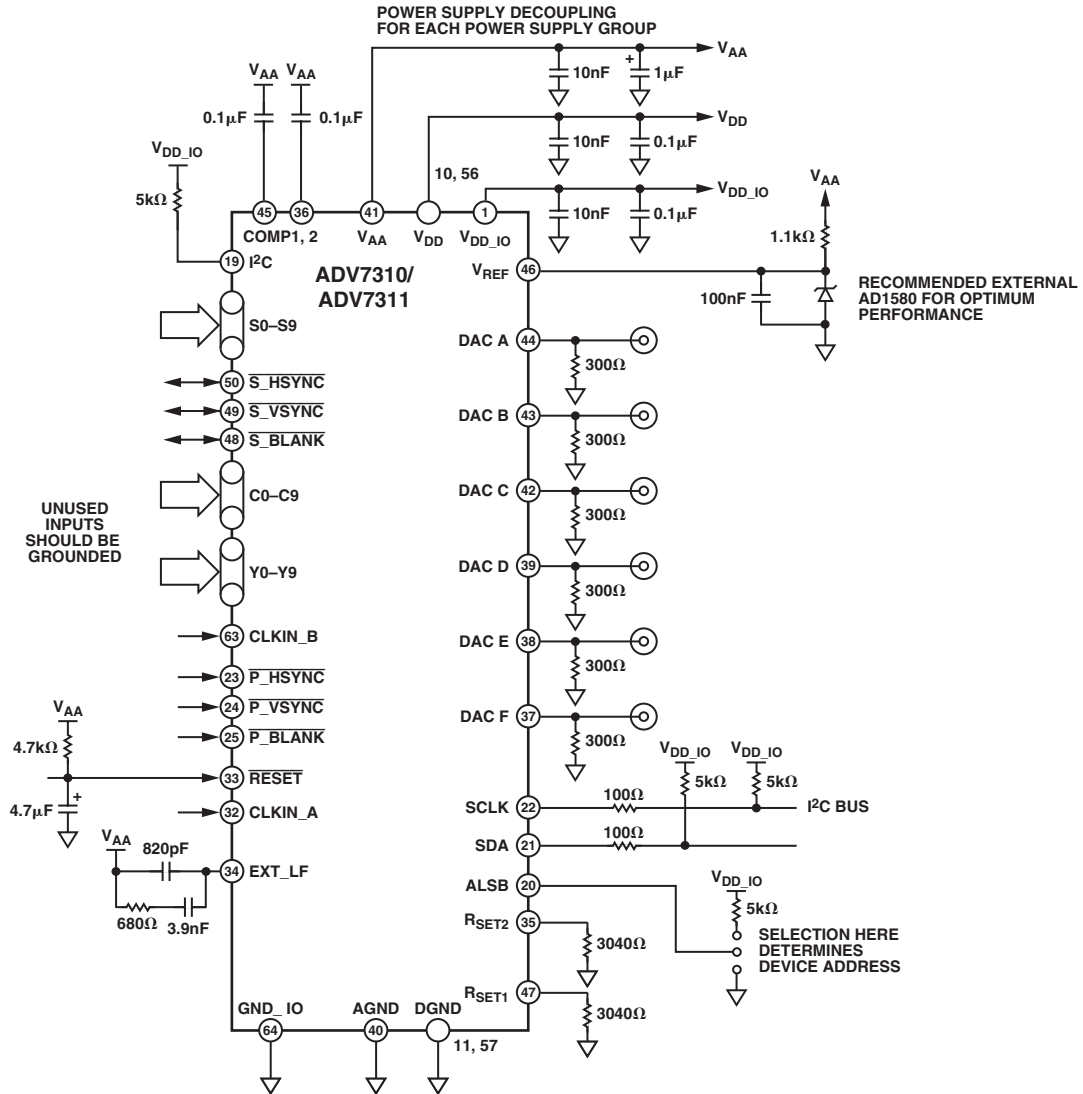 POWER SUPPLY DECOUPLING
FOR EACH POWER SUPPLY GROUP
VAA
10nF
+
1µF
VAA
VAA
0.1µF
0.1µF
VDD
10nF
0.1µF
VDD_IO
5kΩ
10, 56
VDD_IO
10nF
0.1µF
VAA
1.1kΩ
45
36
41
1
COMP1, 2
VAA
VDD
VDD_IO
19
I²C
ADV7310/
ADV7311
VREF
46
100nF
RECOMMENDED EXTERNAL
AD1580 FOR OPTIMUM
PERFORMANCE
S0–S9
DAC A
44
300Ω
50
S_HSYNC
49
S_VSYNC
48
S_BLANK
DAC B
43
300Ω
UNUSED
INPUTS
SHOULD BE
GROUNDED
C0–C9
DAC C
42
300Ω
Y0–Y9
DAC D
39
300Ω
63
CLKIN_B
DAC E
38
300Ω
23
P_HSYNC
24
P_VSYNC
25
P_BLANK
DAC F
37
300Ω
VAA
4.7kΩ
33
RESET
+
4.7µF
32
CLKIN_A
VDD_IO
VDD_IO
5kΩ
5kΩ
SCLK
22
100Ω
I²C BUS
SDA
21
100Ω
VAA
820pF
34
EXT_LF
680Ω
3.9nF
ALSB
20
VDD_IO
5kΩ
SELECTION HERE
DETERMINES
DEVICE ADDRESS
RSET2
35
3040Ω
RSET1
47
3040Ω
GND_IO
AGND
DGND
64
40
11, 57